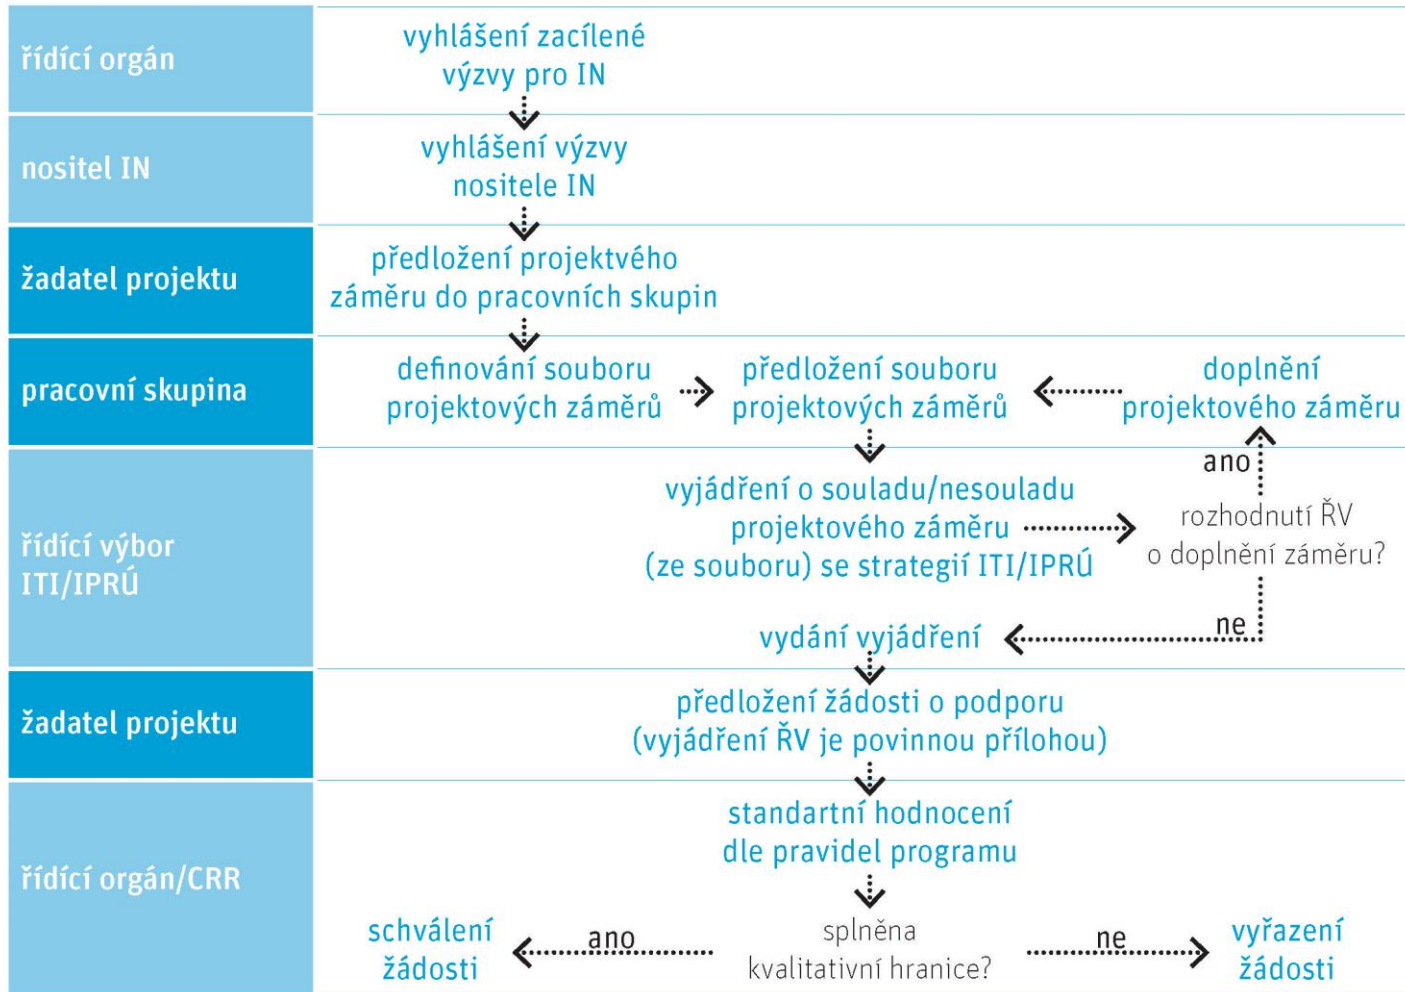 řídící orgán
vyhlášení zacílené
výzvy pro IN
nositel IN
vyhlášení výzvy
nositele IN
žadatel projektu
předložení projektvého
záměru do pracovních skupin
pracovní skupina
definování souboru
projektových záměrů
předložení souboru
projektových záměrů
doplnění
projektového záměru
řídící výbor
ITI/IPRÚ
vyjádření o souladu/nesouladu
projektového záměru
(ze souboru) se strategií ITI/IPRÚ
ano
rozhodnutí ŘV
o doplnění záměru?
ne
vydání vyjádření
žadatel projektu
předložení žádosti o podporu
(vyjádření ŘV je povinnou přílohou)
řídící orgán/CRR
standartní hodnocení
dle pravidel programu
schválení
žádosti
ano
splněna
kvalitativní hranice?
ne
vyřazení
žádosti